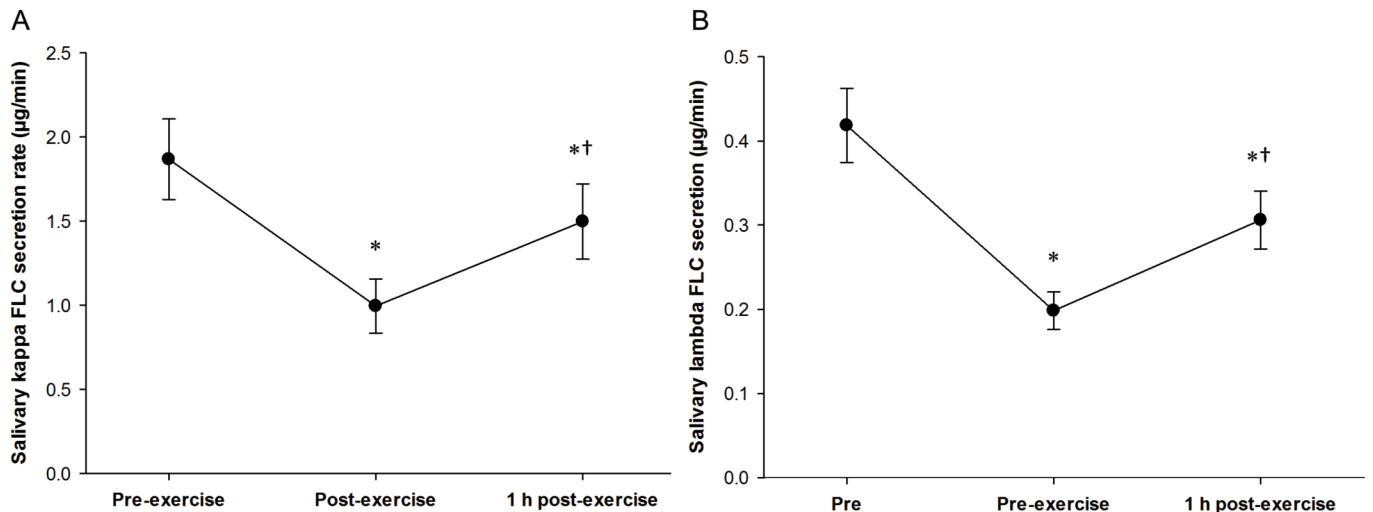 A
Salivary kappa FLC secretion rate (µg/min)
2.5
2.0
1.5
1.0
0.5
0.0
*
*†
Pre-exercise
Post-exercise
1 h post-exercise
B
Salivary lambda FLC secretion (µg/min)
0.5
0.4
0.3
0.2
0.1
0.0
*
*†
Pre
Pre-exercise
1 h post-exercise